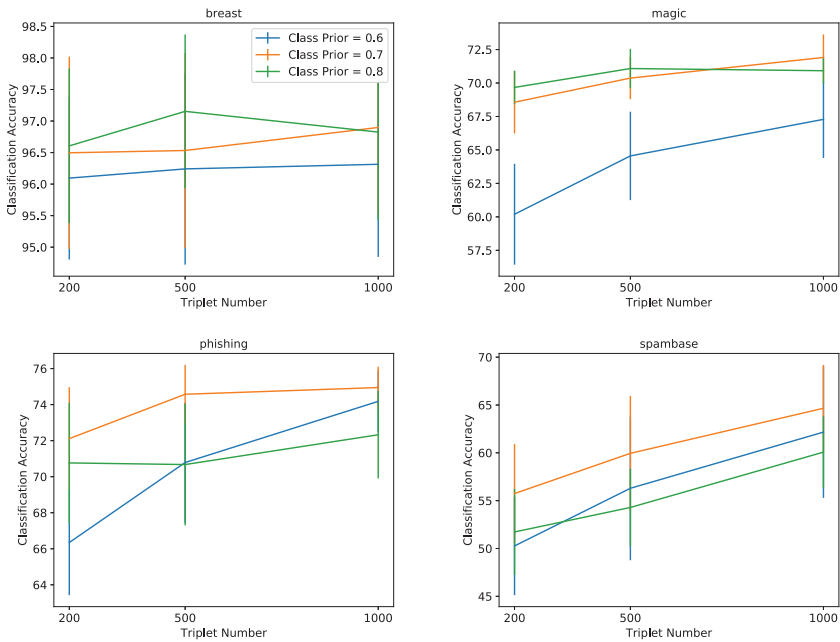 breast
98.5
98.0
97.5
97.0
96.5
96.0
95.5
95.0
Classification Accuracy
200
500
1000
Triplet Number
Class Prior = 0.6
Class Prior = 0.7
Class Prior = 0.8
magic
72.5
70.0
67.5
65.0
62.5
60.0
57.5
Classification Accuracy
200
500
1000
Triplet Number
phishing
76
74
72
70
68
66
64
Classification Accuracy
200
500
1000
Triplet Number
spambase
70
65
60
55
50
45
Classification Accuracy
200
500
1000
Triplet Number